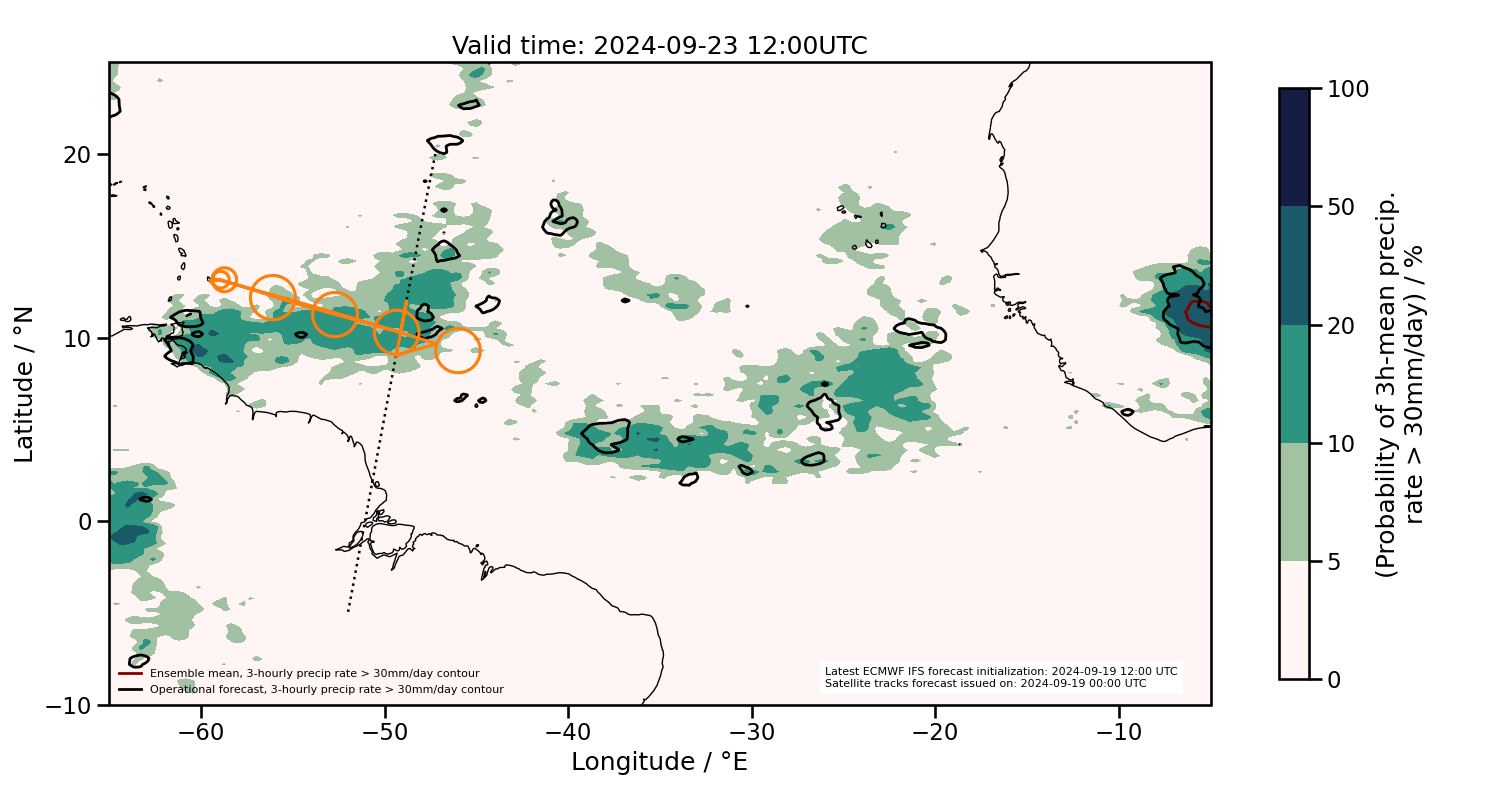 Valid time: 2024-09-23 12:00UTC
20
10
0
−10
Latitude / °N
−60
−50
−40
−30
−20
−10
Longitude / °E
Ensemble mean, 3-hourly precip rate > 30mm/day contour
Operational forecast, 3-hourly precip rate > 30mm/day contour
Latest ECMWF IFS forecast initialization: 2024-09-19 12:00 UTC
Satellite tracks forecast issued on: 2024-09-19 00:00 UTC
100
50
20
10
5
0
(Probability of 3h-mean precip.
rate > 30mm/day) / %